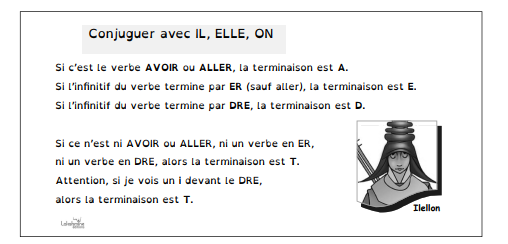 Conjuguer avec IL, ELLE, ON
Si c'est le verbe AVOIR ou ALLER, la terminaison est A.
Si l'infinitif du verbe termine par ER (sauf aller), la terminaison est E.
Si l'infinitif du verbe termine par DRE, la terminaison est D.
Si ce n'est ni AVOIR ou ALLER, ni un verbe en ER,
ni un verbe en DRE, alors la terminaison est T.
Attention, si je vois un i devant le DRE,
alors la terminaison est T.
Ilellon